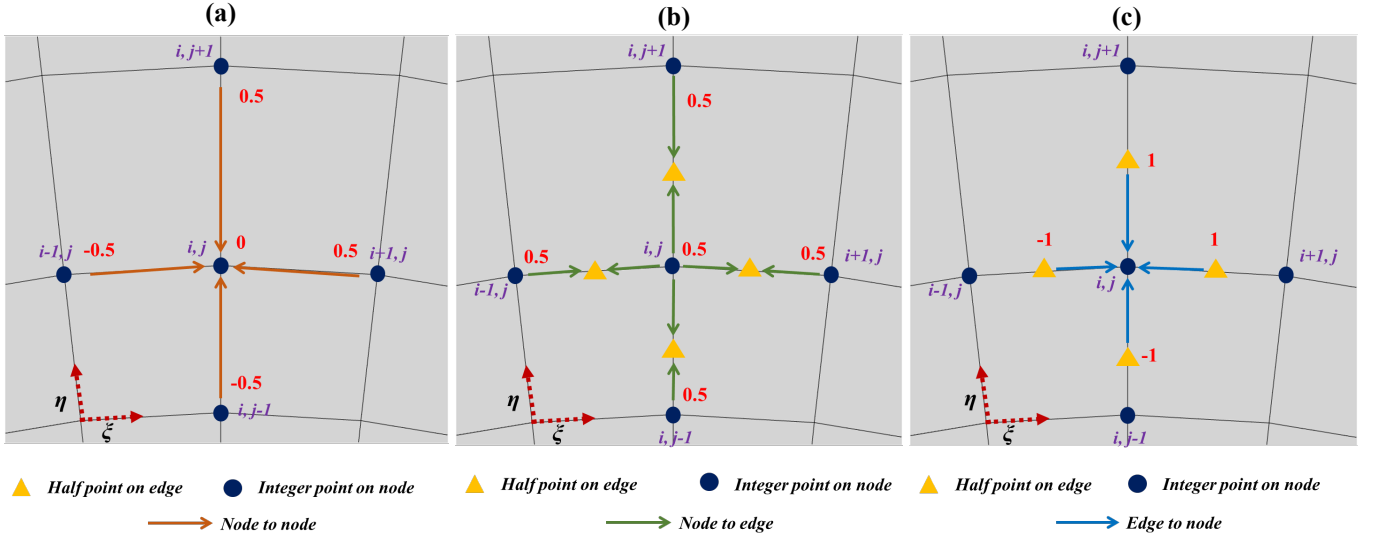 (a)
(b)
(c)
i, j+1
0.5
i-1, j
-0.5
i, j
0
0.5
i+1, j
-0.5
i, j-1
η
ξ
i, j+1
0.5
0.5
i, j
0.5
0.5
i+1, j
i-1, j
0.5
i, j-1
η
ξ
i, j+1
1
-1
1
i+1, j
i, j
i-1, j
-1
i, j-1
η
ξ
Half point on edge
Integer point on node
Node to node
Half point on edge
Integer point on node
Node to edge
Half point on edge
Integer point on node
Edge to node